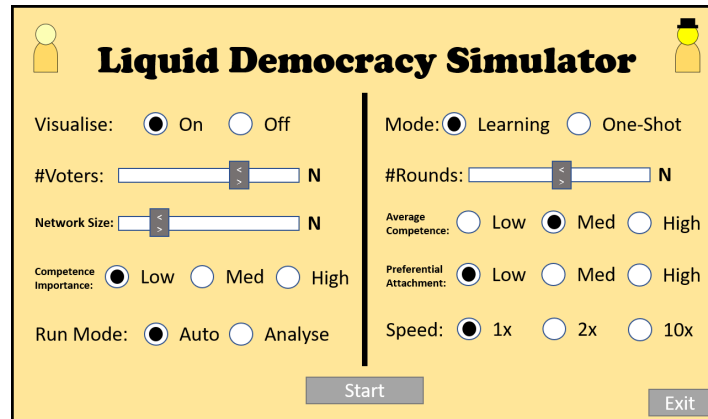 Liquid Democracy Simulator
Visualise: On Off
#Voters: < > N
Network Size: < > N
Competence
Importance: Low Med High
Run Mode: Auto Analyse
Mode: Learning One-Shot
#Rounds: < > N
Average
Competence: Low Med High
Preferential
Attachment: Low Med High
Speed: 1x 2x 10x
Start
Exit